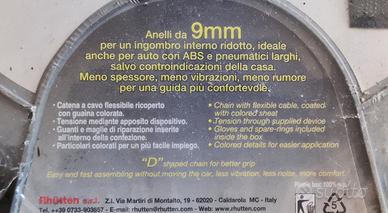 Anelli da 9mm
per un ingombro interno ridotto, ideale
anche per auto con ABS e pneumatici larghi,
salvo controindicazioni della casa.
Meno spessore, meno vibrazioni, meno rumore
per una guida più confortevole.
• Catena a cavo flessibile ricoperto
con guaina colorata.
• Tensione mediante apposito dispositivo.
• Guanti e maglie di riparazione inserite
all'interno della confezione.
• Particolari colorati per un più facile impiego.
• Chain with flexible cable, coated
with colored sheat
• Tension through supplied device
• Gloves and spare-rings included
inside the box
• Colored details for easier application
"D" shyped chain for better grip
Easy and fast assembling without moving the car, less vibration, less noise, more comfort.
Rhütten s.r.l. Z.I. Via Martiri di Montalto, 19 - 62020 - Caldarola MC - Italy
Tel. ++39 0733-903657 E-mail: rhutten@rhutten.com Web: www.rhutten.com